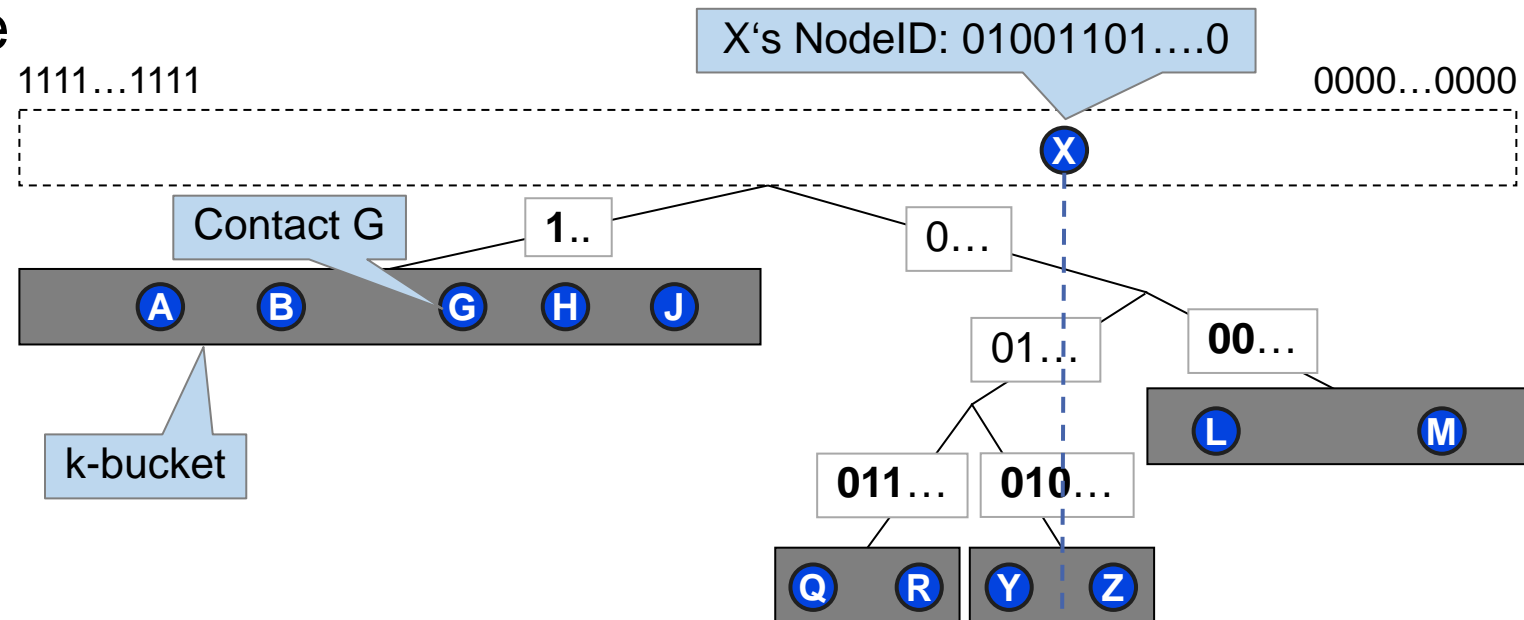 e
X‘s NodeID: 01001101….0
1111…1111
0000…0000
X
Contact G
1..
0…
A B G H J
01…
00…
L M
k-bucket
011… 010…
Q R Y Z